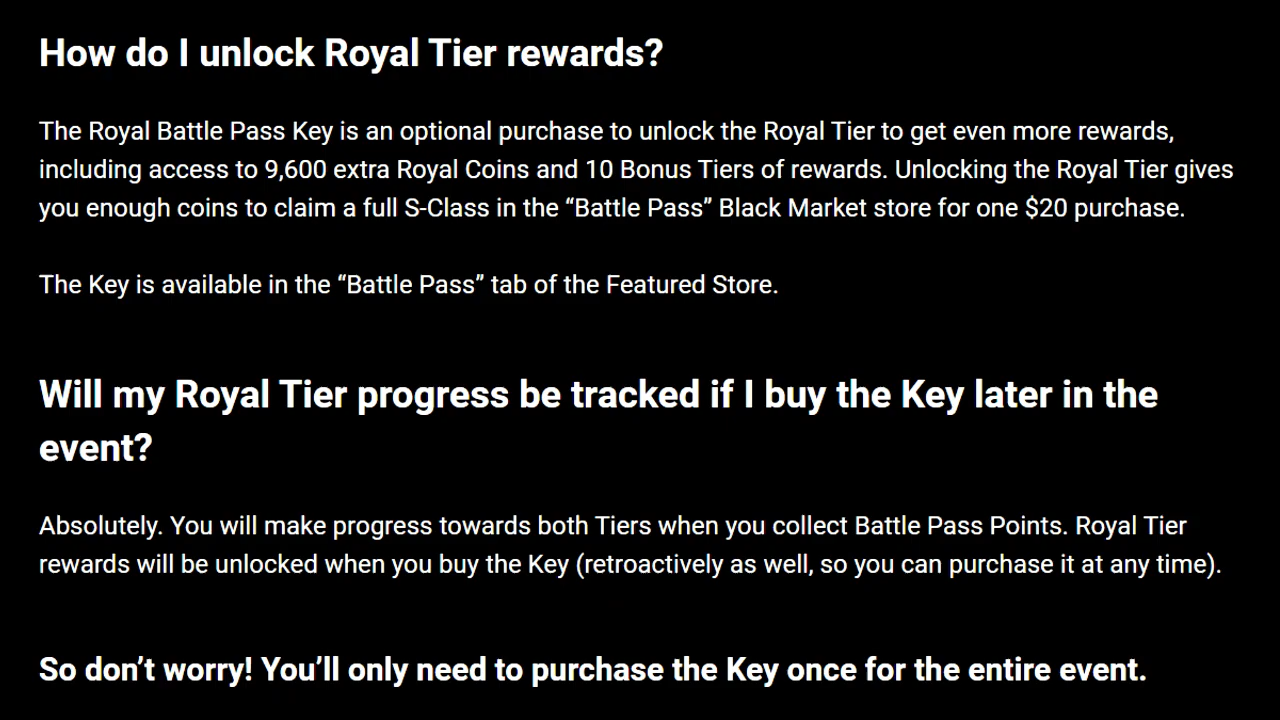 How do I unlock Royal Tier rewards?
The Royal Battle Pass Key is an optional purchase to unlock the Royal Tier to get even more rewards,
including access to 9,600 extra Royal Coins and 10 Bonus Tiers of rewards. Unlocking the Royal Tier gives
you enough coins to claim a full S-Class in the “Battle Pass” Black Market store for one $20 purchase.
The Key is available in the “Battle Pass” tab of the Featured Store.
Will my Royal Tier progress be tracked if I buy the Key later in the
event?
Absolutely. You will make progress towards both Tiers when you collect Battle Pass Points. Royal Tier
rewards will be unlocked when you buy the Key (retroactively as well, so you can purchase it at any time).
So don’t worry! You’ll only need to purchase the Key once for the entire event.